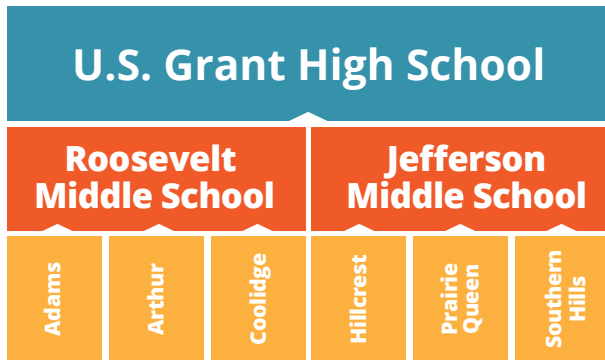 U.S. Grant High School
Roosevelt
Middle School
Jefferson
Middle School
Adams
Arthur
Coolidge
Hillcrest
Prairie
Queen
Southern
Hills